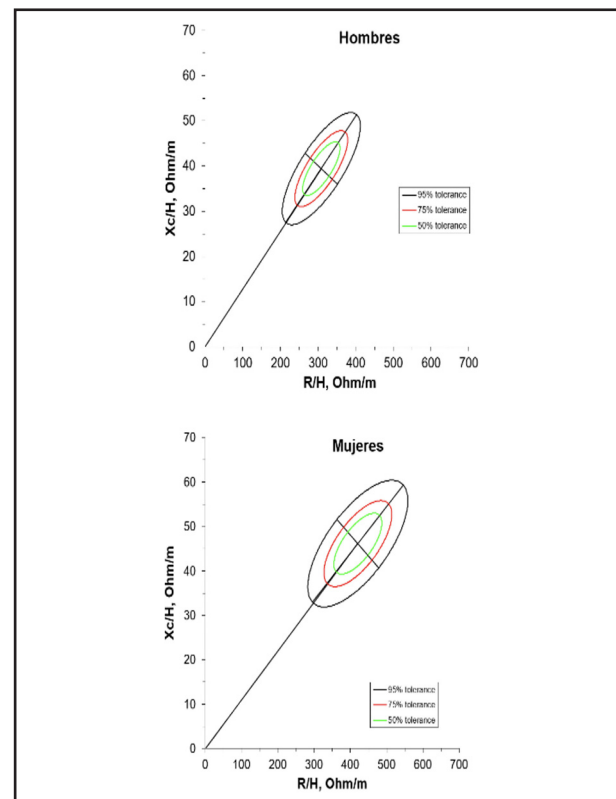 Hombres
70
60
50
40
30
20
10
0
Xc/H, Ohm/m
95% tolerance
75% tolerance
50% tolerance
0 100 200 300 400 500 600 700
R/H, Ohm/m
Mujeres
70
60
50
40
30
20
10
0
Xc/H, Ohm/m
95% tolerance
75% tolerance
50% tolerance
0 100 200 300 400 500 600 700
R/H, Ohm/m